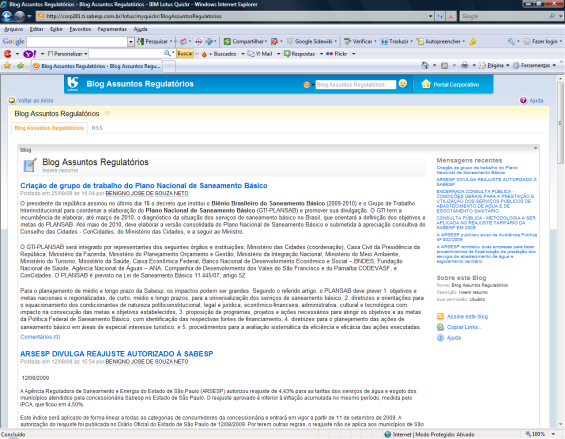 Blog Assuntos Regulatórios - Blog Assuntos Regulatórios - IBM Lotus Quickr - Windows Internet Explorer
http://corp281.ti.sabesp.com.br/lotus/myquickr/BlogAssuntosRegulatorios
Google
Arquivo Editar Exibir Favoritos Ferramentas Ajuda
Google Pesquisar Compartilhar Google Sidewiki Verificar Traduzir Autopreencher Fazer login
Personalizar Buscar Buscados Y! Mail Respostas Flickr
Blog Assuntos Regulatórios - Blog Assuntos Regu... Página Ferramentas
Blog Assuntos Regulatórios Blog Assuntos Regulatórios Portal Corporativo
Voltar ao início Ajuda
Blog Assuntos Regulatórios
Blog Assuntos Regulatórios RSS
Blog
Blog Assuntos Regulatórios
Inserir resumo
Criação de grupo de trabalho do Plano Nacional de Saneamento Básico
Postado em 25/08/09 às 16:04 por BENIGNO JOSE DE SOUZA NETO
O presidente da república assinou no último dia 18 o decreto que institui o Biênio Brasileiro do Saneamento Básico (2009-2010) e o Grupo de Trabalho
Interinstitucional para coordenar a elaboração do Plano Nacional de Saneamento Básico (GTI-PLANSAB) e promover sua divulgação. O GTI tem a
incumbência de elaborar, até março de 2010, o diagnóstico da situação dos serviços de saneamento básico no Brasil, que orientará a definição dos objetivos e
metas do PLANSAB. Até maio de 2010, deve elaborar a versão consolidada do Plano Nacional de Saneamento Básico e submetida à apreciação consultiva do
Conselho das Cidades - ConCidades, do Ministério das Cidades, e a seguir ao Ministro.
O GTI-PLANSAB será integrado por representantes dos seguintes órgãos e instituições: Ministério das Cidades (coordenação), Casa Civil da Presidência da
República, Ministério da Fazenda, Ministério do Planejamento Orçamento e Gestão, Ministério da Integração Nacional, Ministério do Meio Ambiente,
Ministério do Turismo, Ministério da Saúde, Caixa Econômica Federal, Banco Nacional de Desenvolvimento Econômico e Social – BNDES, Fundação
Nacional de Saúde, Agência Nacional de Águas – ANA, Companhia de Desenvolvimento dos Vales do São Francisco e do Parnaíba CODEVASF, e
ConCidades. O PLANSAB é previsto na Lei de Saneamento Básico 11.445/07, artigo 52.
Para o planejamento de médio e longo prazo da Sabesp, os impactos podem ser grandes. Segundo o referido artigo, o PLANSAB deve prever 1. objetivos e
metas nacionais e regionalizadas, de curto, médio e longo prazos, para a universalização dos serviços de saneamento básico, 2. diretrizes e orientações para
o equacionamento dos condicionantes de natureza político-institucional, legal e jurídica, econômico-financeira, administrativa, cultural e tecnológica com
impacto na consecução das metas e objetivos estabelecidos, 3. proposição de programas, projetos e ações necessários para atingir os objetivos e as metas
da Política Federal de Saneamento Básico, com identificação das respectivas fontes de financiamento, 4. diretrizes para o planejamento das ações de
saneamento básico em áreas de especial interesse turístico, e 5. procedimentos para a avaliação sistemática da eficiência e eficácia das ações executadas.
Comentários (0)
ARSESP DIVULGA REAJUSTE AUTORIZADO À SABESP
Postado em 12/08/09 às 15:54 por BENIGNO JOSE DE SOUZA NETO
12/08/2009
A Agência Reguladora de Saneamento e Energia do Estado de São Paulo (ARSESP) autorizou reajuste de 4,43% para as tarifas dos serviços de água e esgoto dos
municípios atendidos pela concessionária Sabesp no Estado de São Paulo. O reajuste aprovado é inferior à inflação acumulada no mesmo período, medida pelo
IPCA, que ficou em 4,50%.
Este índice será aplicado de forma linear a todas as categorias de consumidores da concessionária e entrará em vigor a partir de 11 de setembro de 2009. A
autorização do reajuste foi publicada no Diário Oficial do Estado de São Paulo de 12/08/2009. Por terem outras regras, o reajuste não se aplica aos municípios de São
Mensagens recentes
Criação de grupo de trabalho do Plano
Nacional de Saneamento Básico
ARSESP DIVULGA REAJUSTE AUTORIZADO À
SABESP
ENCERRADA CONSULTA PÚBLICA -
CONDIÇÕES GERAIS PARA A PRESTAÇÃO E
UTILIZAÇÃO DOS SERVIÇOS PÚBLICOS DE
ABASTECIMENTO DE ÁGUA E DE
ESGOTAMENTO SANITÁRIO
CONSULTA PÚBLICA - METODOLOGIA A SER
APLICADA NO REAJUSTE TARIFÁRIO DA
SABESP EM 2009
A ARSESP publicou aviso de Audiência Pública
Nº 002/2009
A ARSESP contratou duas empresas para fazer
procedimentos de fiscalização da prestação dos
serviços de abastecimento de água e
esgotamento sanitário
Sobre este Blog
Nome: Blog Assuntos Regulatórios
Descrição: Inserir resumo
Sua permissão: Usuário
Assine este blog
Copiar Links...
Ajuda
Concluído Internet | Modo Protegido: Ativado 100%